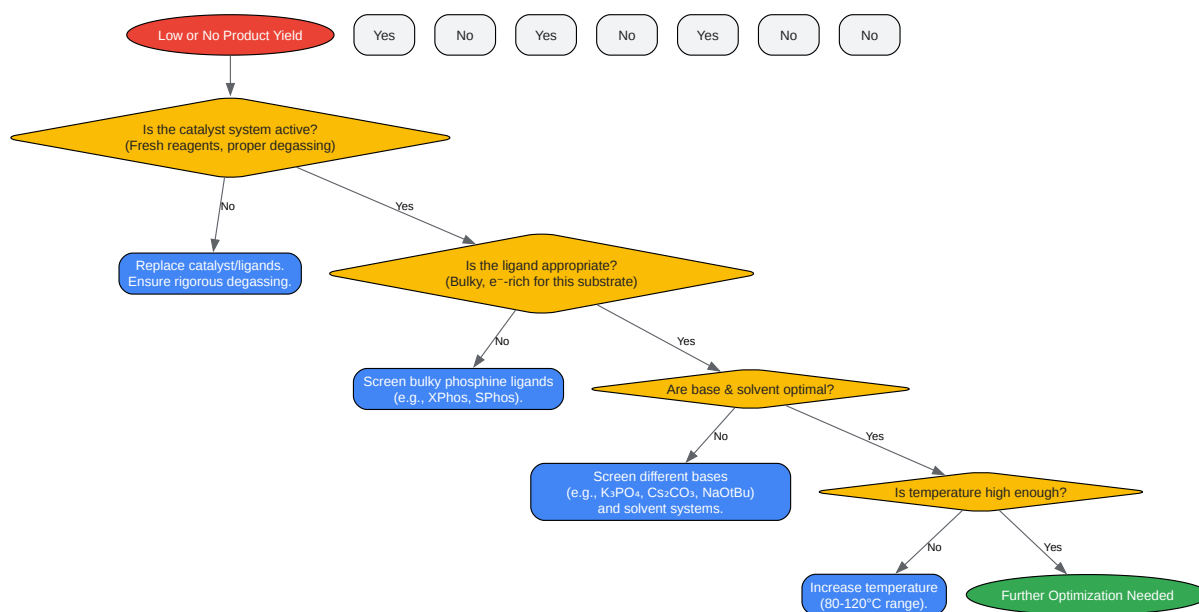 Low or No Product Yield
Yes
No
Yes
No
Yes
No
No
Is the catalyst system active?
(Fresh reagents, proper degassing)
No
Yes
Replace catalyst/ligands.
Ensure rigorous degassing.
Is the ligand appropriate?
(Bulky, e⁻-rich for this substrate)
No
Yes
Screen bulky phosphine ligands
(e.g., XPhos, SPhos).
Are base & solvent optimal?
No
Yes
Screen different bases
(e.g., K₃PO₄, Cs₂CO₃, NaOtBu)
and solvent systems.
Is temperature high enough?
No
Yes
Increase temperature
(80-120°C range).
Further Optimization Needed